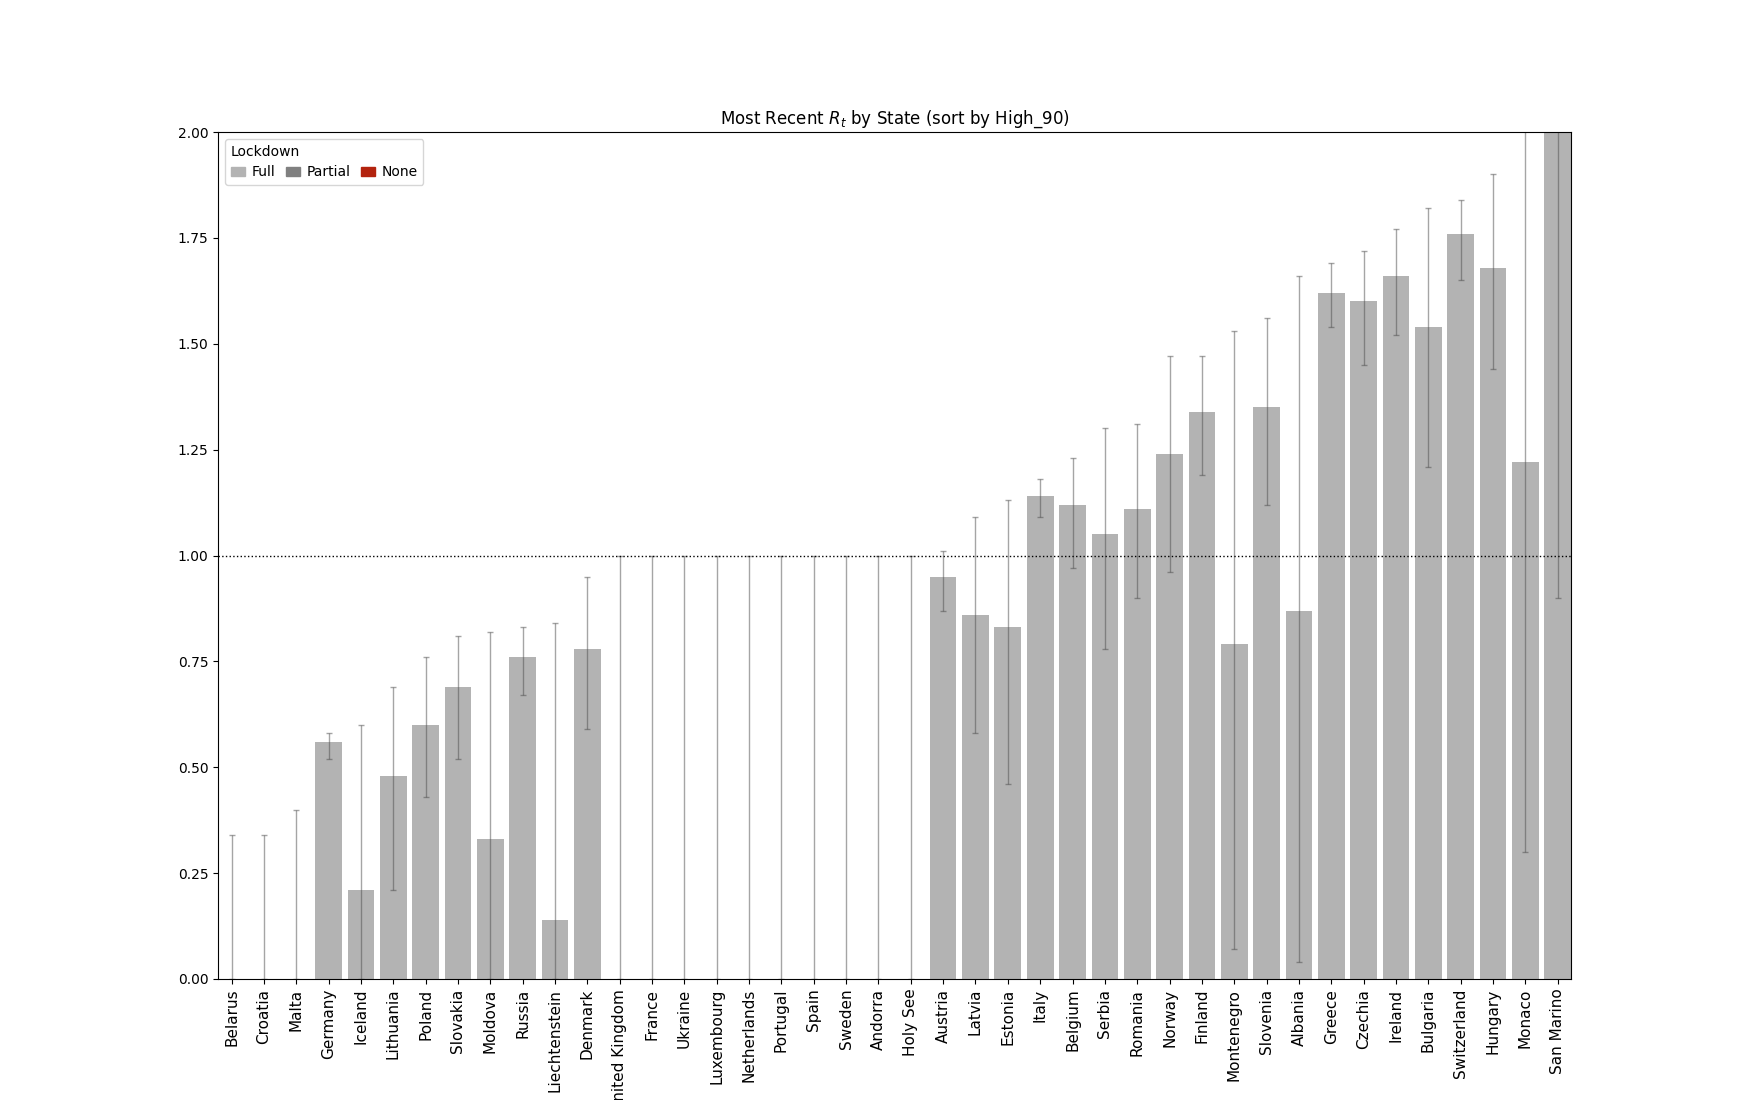 Most Recent R_t by State (sort by High_90)
Lockdown
Full Partial None
2.00
1.75
1.50
1.25
1.00
0.75
0.50
0.25
0.00
Belarus
Croatia
Malta
Germany
Iceland
Lithuania
Poland
Slovakia
Moldova
Russia
Liechtenstein
Denmark
nited Kingdom
France
Ukraine
Luxembourg
Netherlands
Portugal
Spain
Sweden
Andorra
Holy See
Austria
Latvia
Estonia
Italy
Belgium
Serbia
Romania
Norway
Finland
Montenegro
Slovenia
Albania
Greece
Czechia
Ireland
Bulgaria
Switzerland
Hungary
Monaco
San Marino